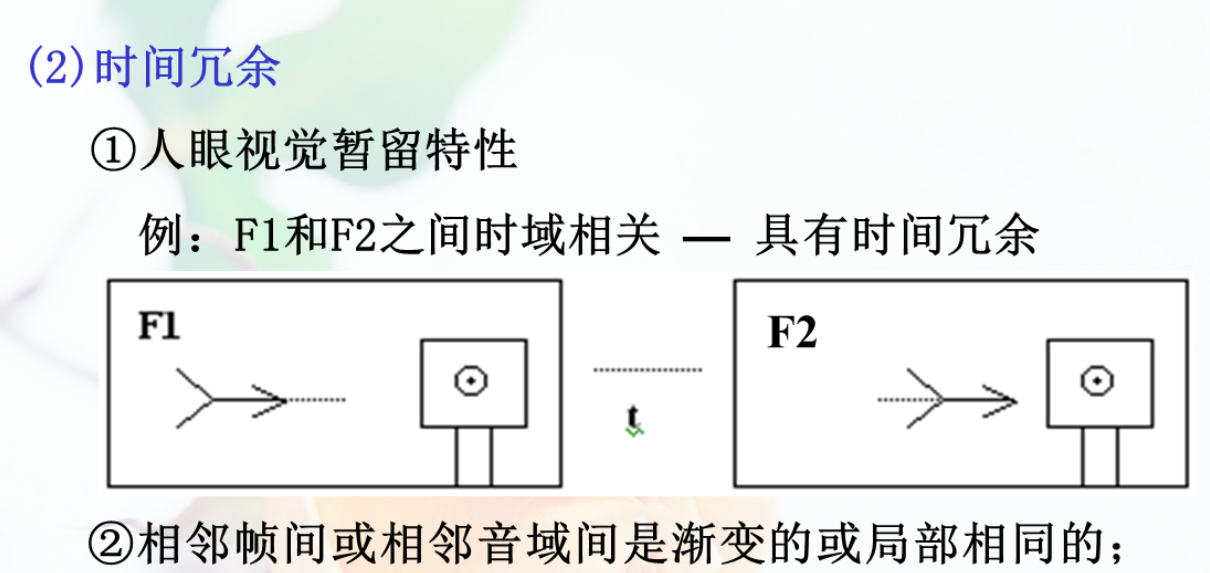 (2)时间冗余
①人眼视觉暂留特性
例：F1和F2之间时域相关 — 具有时间冗余
F1
F2
t
②相邻帧间或相邻音域间是渐变的或局部相同的；